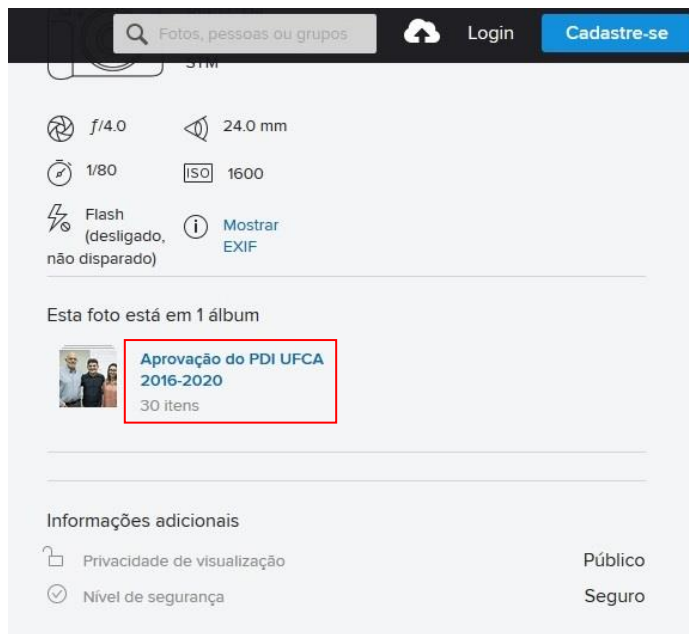 Fotos, pessoas ou grupos
Login
Cadastre-se
STM
ƒ/4.0
24.0 mm
1/80
ISO
1600
Flash
(desligado,
não disparado)
i
Mostrar
EXIF
Esta foto está em 1 álbum
Aprovação do PDI UFCA
2016-2020
30 itens
Informações adicionais
Privacidade de visualização
Público
Nível de segurança
Seguro